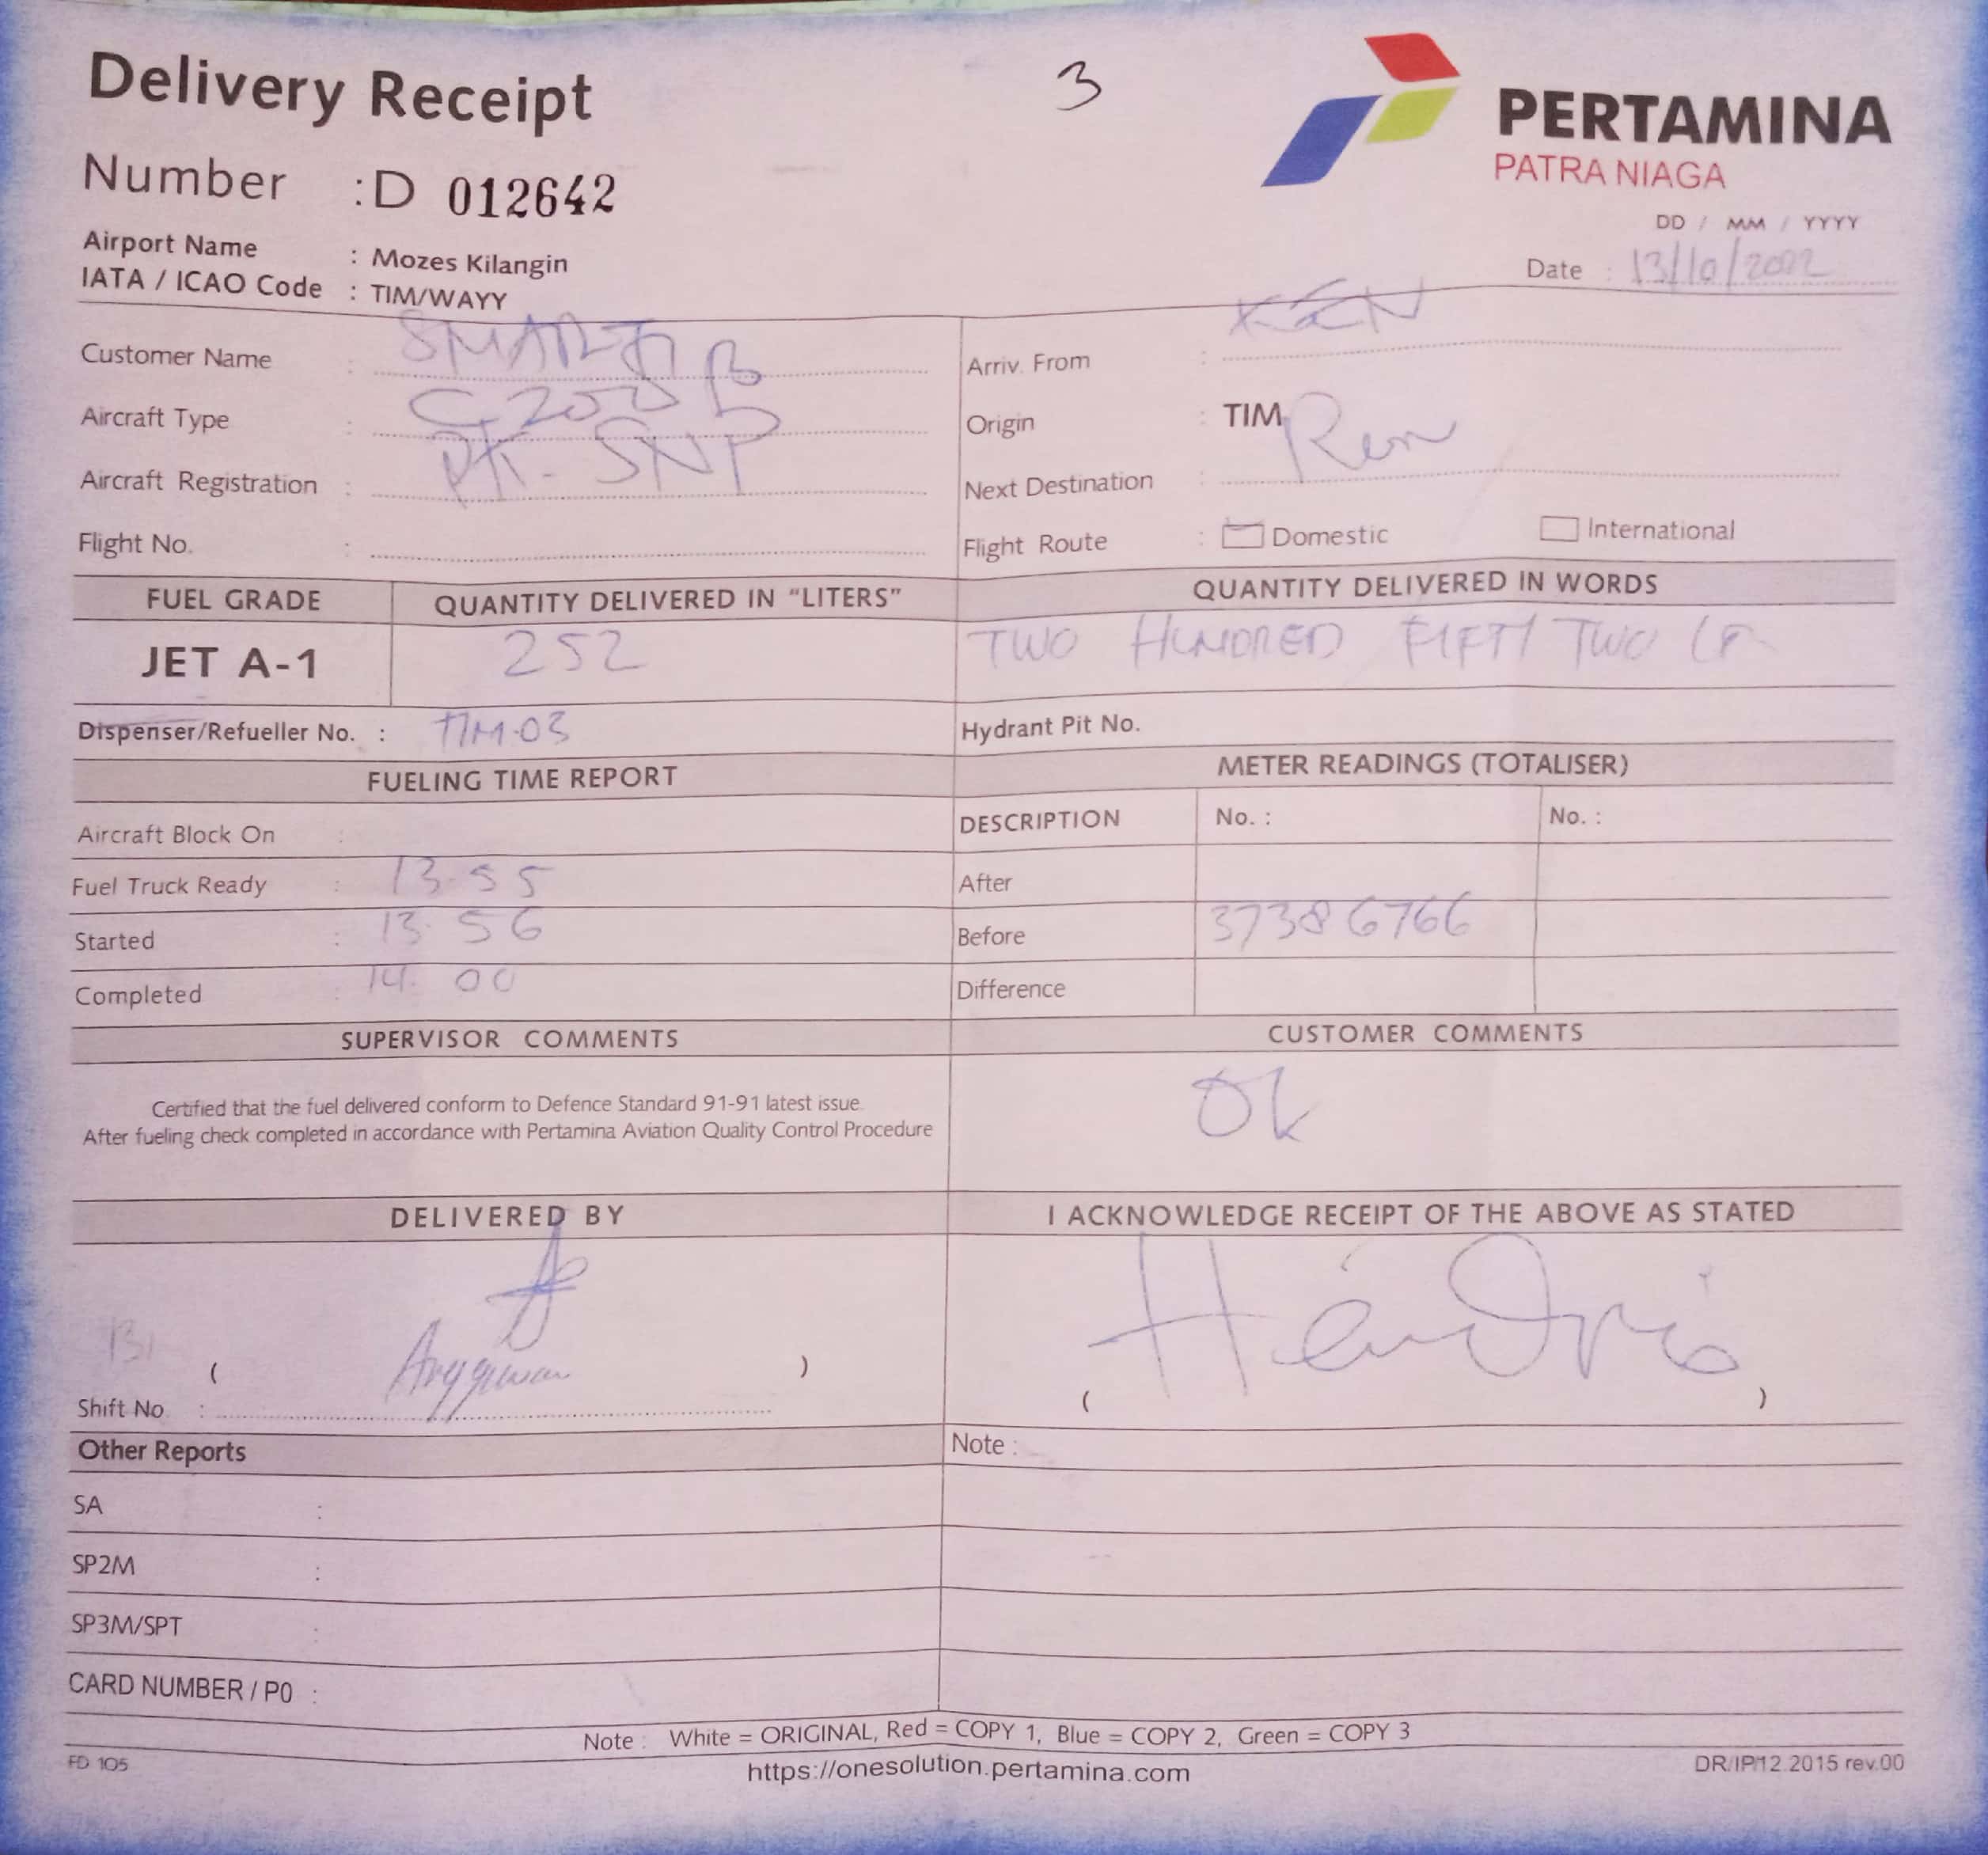 Delivery Receipt
3
PERTAMINA
PATRA NIAGA
Number : D 012642
DD / MM / YYYY
Airport Name : Mozes Kilangin
Date : 13/10/2022
IATA / ICAO Code : TIM/WAYY
Customer Name :
Arriv. From :
Aircraft Type :
Origin : TIM
Aircraft Registration : PK-SNP
Next Destination :
Flight No. :
Flight Route : Domestic International
FUEL GRADE QUANTITY DELIVERED IN "LITERS" QUANTITY DELIVERED IN WORDS
JET A-1 252 TWO HUNDRED FIFTY TWO
Dispenser/Refueller No. : TIM-03 Hydrant Pit No.
FUELING TIME REPORT METER READINGS (TOTALISER)
Aircraft Block On :
DESCRIPTION No. : No. :
Fuel Truck Ready : 13.55 After
Started : 13.56 Before 37386766
Completed : 14.00 Difference
SUPERVISOR COMMENTS CUSTOMER COMMENTS
Certified that the fuel delivered conform to Defence Standard 91-91 latest issue.
After fueling check completed in accordance with Pertamina Aviation Quality Control Procedure
Ok
DELIVERED BY I ACKNOWLEDGE RECEIPT OF THE ABOVE AS STATED
( ) ( )
Shift No. :
Other Reports Note :
SA :
SP2M :
SP3M/SPT :
CARD NUMBER / P0 :
Note : White = ORIGINAL, Red = COPY 1, Blue = COPY 2, Green = COPY 3
FD 105 https://onesolution.pertamina.com DR/IP/12.2015 rev.00